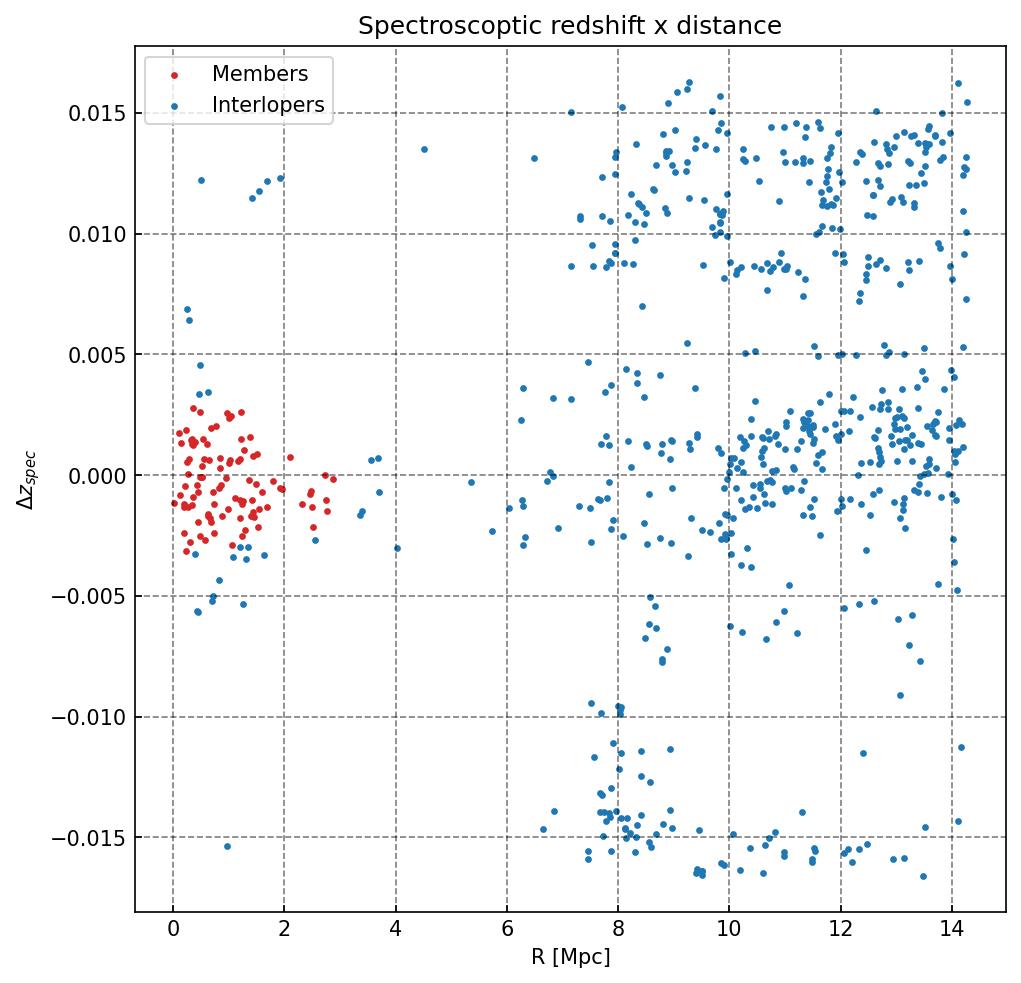 Spectroscoptic redshift x distance
Members
Interlopers
0.015
0.010
0.005
0.000
−0.005
−0.010
−0.015
Δz_spec
0 2 4 6 8 10 12 14
R [Mpc]